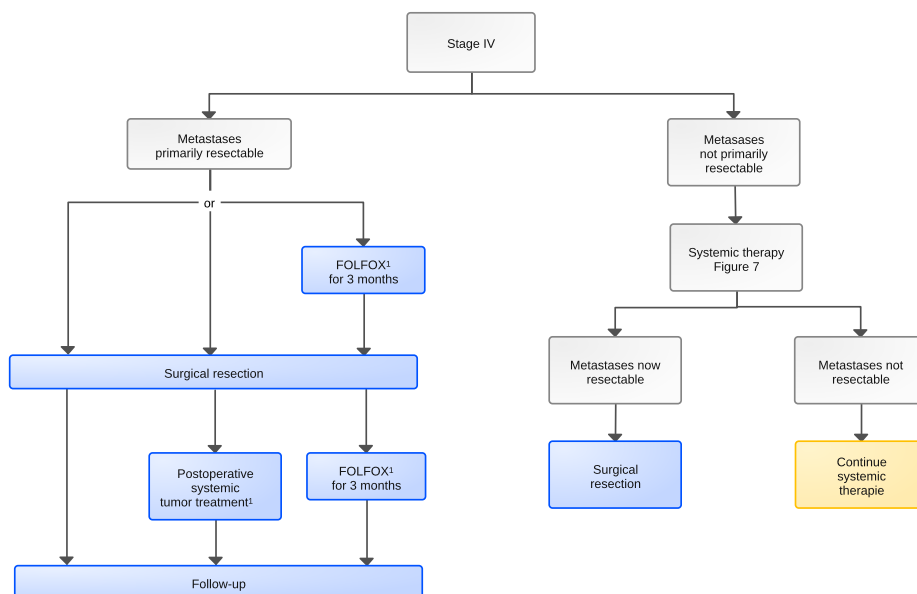 Stage IV
Metastases
primarily resectable
Metasases
not primarily
resectable
or
Systemic therapy
Figure 7
FOLFOX¹
for 3 months
Metastases now
resectable
Metastases not
resectable
Surgical resection
Surgical
resection
Continue
systemic
therapie
Postoperative
systemic
tumor treatment¹
FOLFOX¹
for 3 months
Follow-up